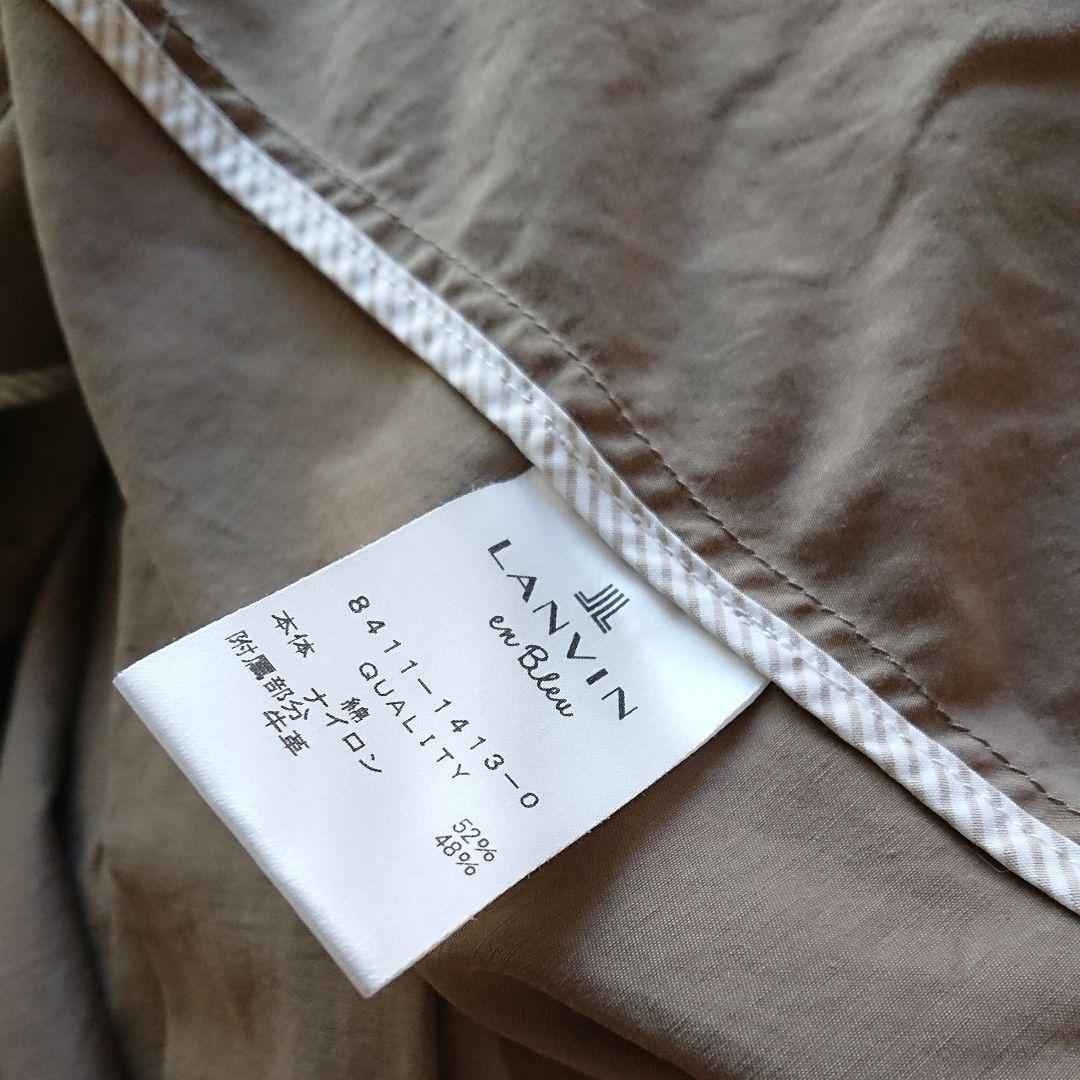 LANVIN
en Bleu
8411-1413-0
QUALITY
本体 綿 52%
ナイロン 48%
附属部分 牛革